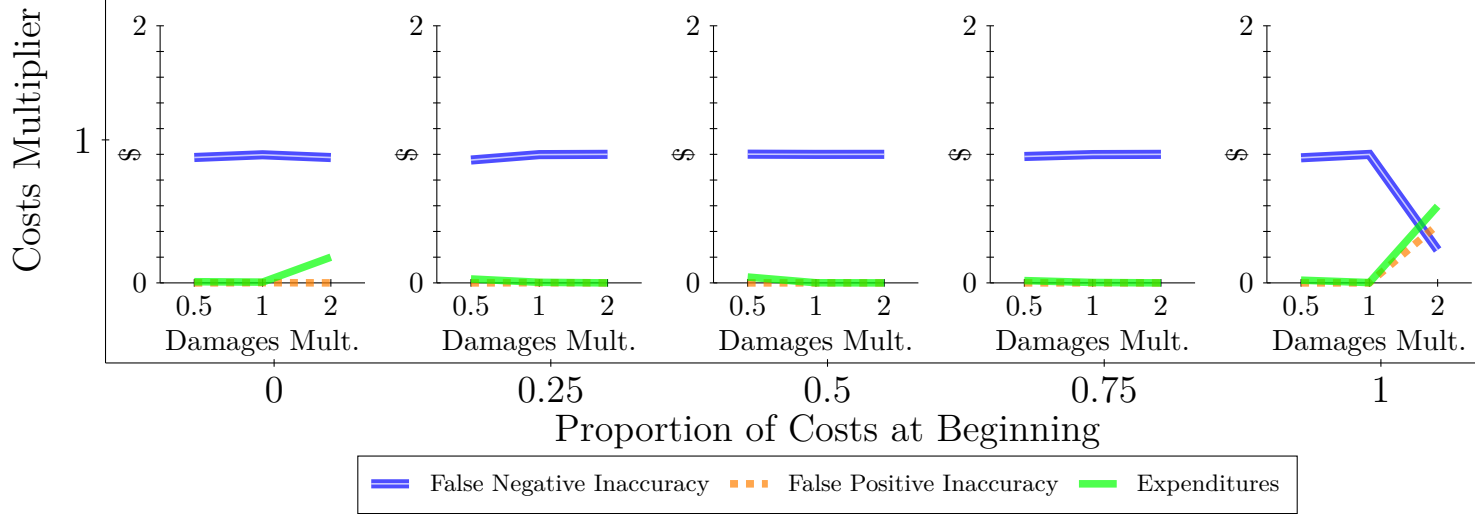 Costs Multiplier
1
2 2 2 2 2
$ $ $ $ $
0 0 0 0 0
0.5 1 2 0.5 1 2 0.5 1 2 0.5 1 2 0.5 1 2
Damages Mult. Damages Mult. Damages Mult. Damages Mult. Damages Mult.
0 0.25 0.5 0.75 1
Proportion of Costs at Beginning
False Negative Inaccuracy False Positive Inaccuracy Expenditures